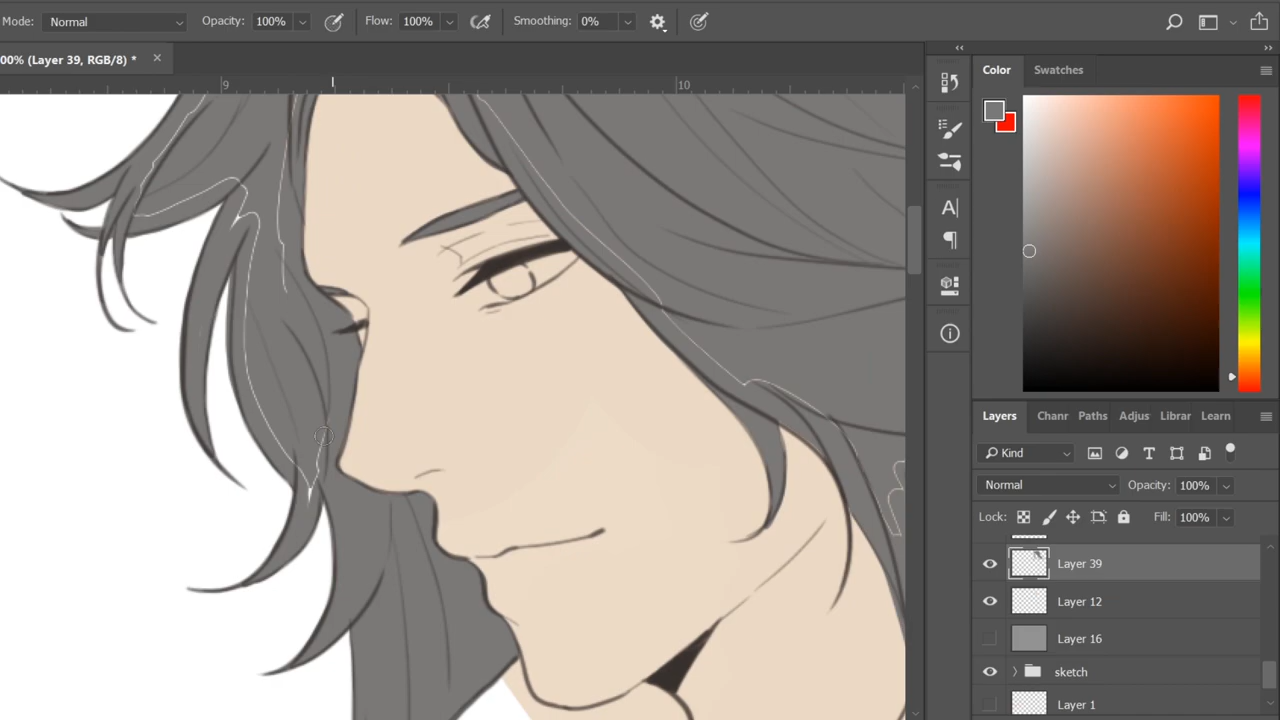 Mode: Normal Opacity: 100% Flow: 100% Smoothing: 0%
00% (Layer 39, RGB/8) *
9 10
Color Swatches
Layers Chanr Paths Adjus Librar Learn
Kind
Normal Opacity: 100%
Lock: Fill: 100%
Layer 39
Layer 12
Layer 16
sketch
Layer 1